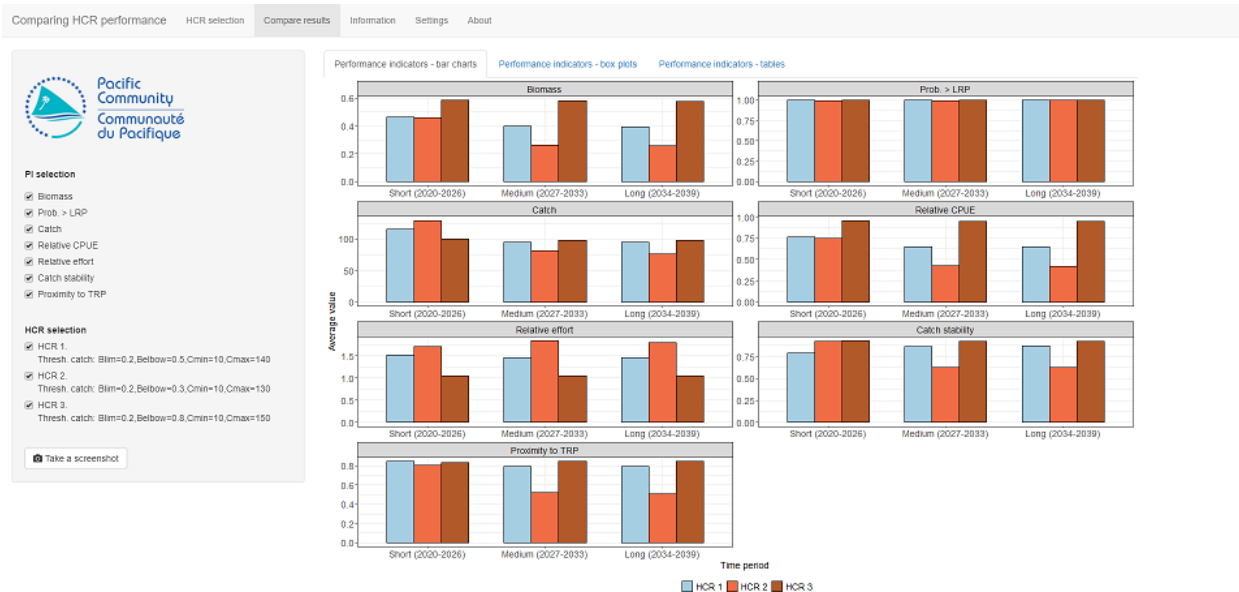 Comparing HCR performance
HCR selection
Compare results
Information
Settings
About
Pacific
Community
Communauté
du Pacifique
PI selection
Biomass
Prob. > LRP
Catch
Relative CPUE
Relative effort
Catch stability
Proximity to TRP
HCR selection
HCR 1.
Thresh. catch: Blim=0.2,Belbow=0.5,Cmin=10,Cmax=140
HCR 2.
Thresh. catch: Blim=0.2,Belbow=0.3,Cmin=10,Cmax=130
HCR 3.
Thresh. catch: Blim=0.2,Belbow=0.8,Cmin=10,Cmax=150
Take a screenshot
Performance indicators - bar charts
Performance indicators - box plots
Performance indicators - tables
Average value
Biomass
0.6
0.4
0.2
0.0
Short (2020-2026)
Medium (2027-2033)
Long (2034-2039)
Prob. > LRP
1.00
0.75
0.50
0.25
0.00
Short (2020-2026)
Medium (2027-2033)
Long (2034-2039)
Catch
100
50
0
Short (2020-2026)
Medium (2027-2033)
Long (2034-2039)
Relative CPUE
1.00
0.75
0.50
0.25
0.00
Short (2020-2026)
Medium (2027-2033)
Long (2034-2039)
Relative effort
1.5
1.0
0.5
0.0
Short (2020-2026)
Medium (2027-2033)
Long (2034-2039)
Catch stability
0.75
0.50
0.25
0.00
Short (2020-2026)
Medium (2027-2033)
Long (2034-2039)
Proximity to TRP
0.8
0.6
0.4
0.2
0.0
Short (2020-2026)
Medium (2027-2033)
Long (2034-2039)
Time period
HCR 1
HCR 2
HCR 3